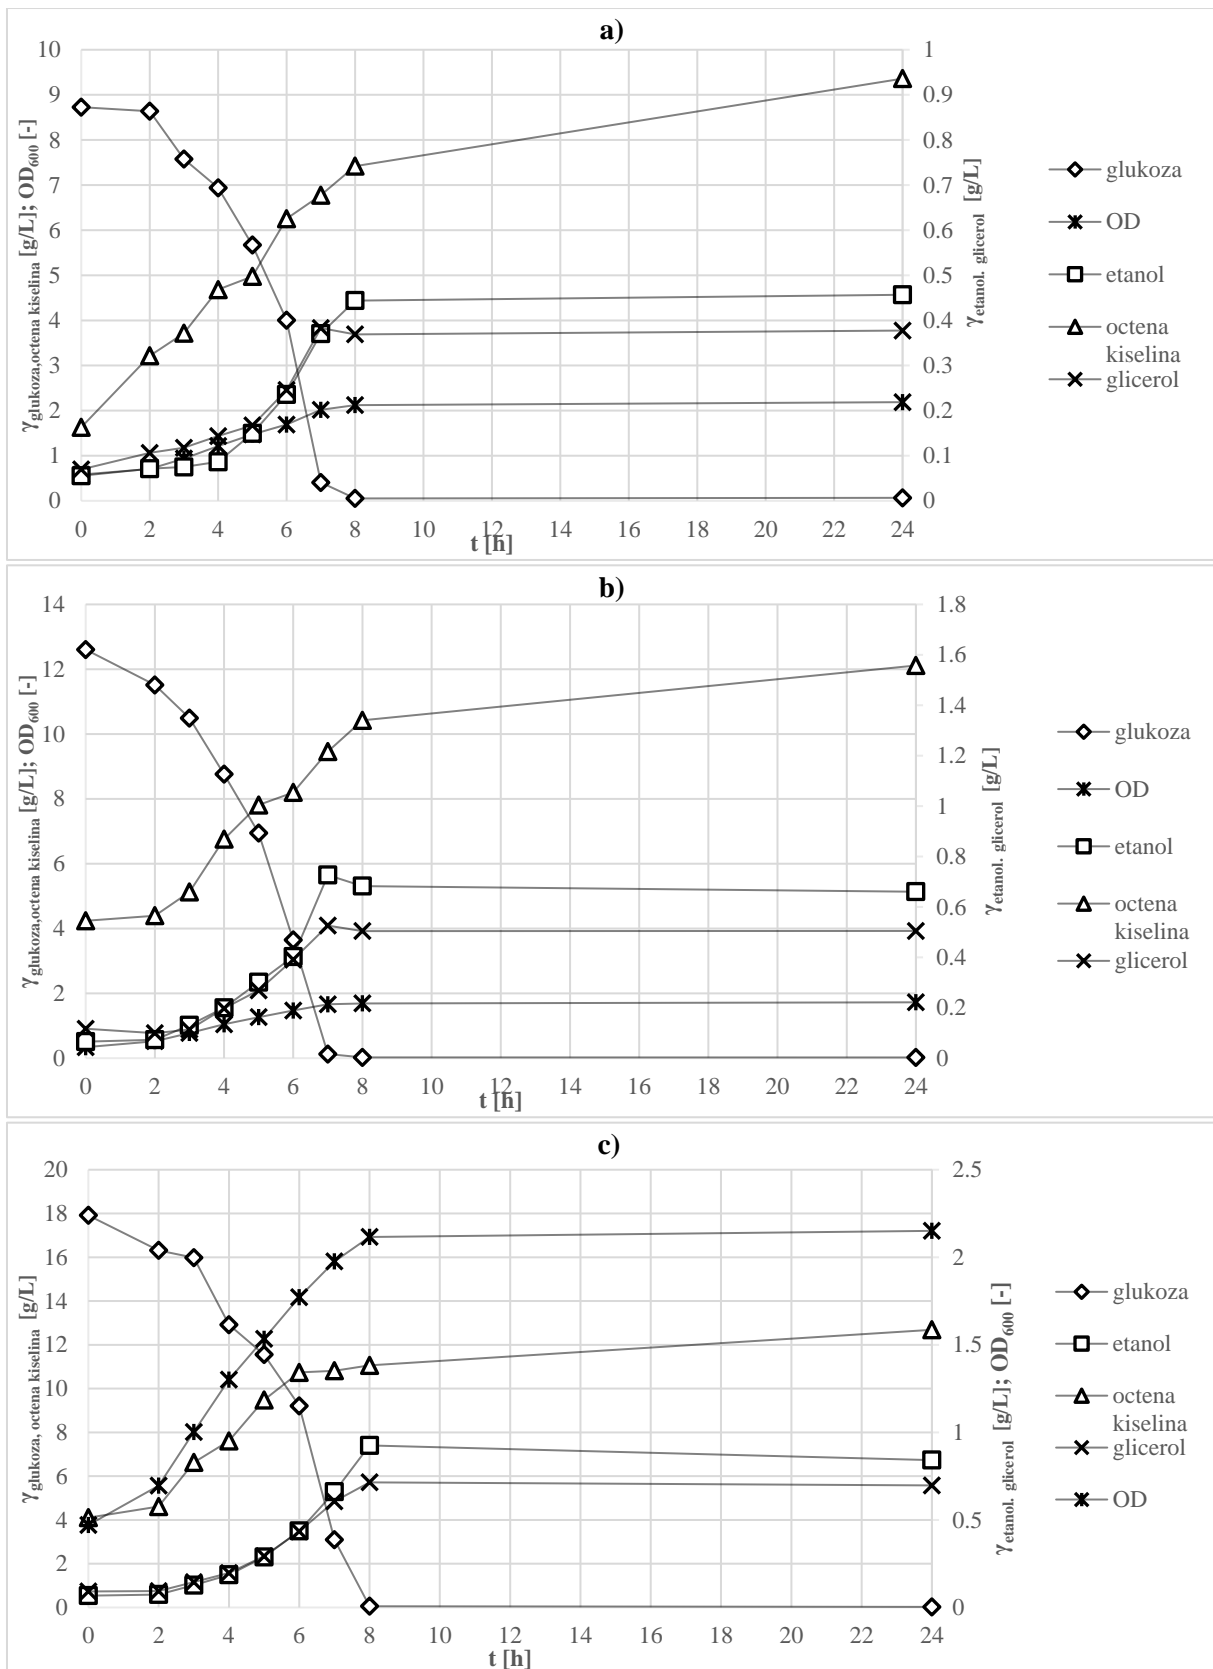 a)
10
9
8
7
6
5
4
3
2
1
0
1
0.9
0.8
0.7
0.6
0.5
0.4
0.3
0.2
0.1
0
0 2 4 6 8 10 12 14 16 18 20 22 24
t [h]
γglukoza,octena kiselina [g/L]; OD600 [-]
γetanol. glicerol [g/L]
glukoza
OD
etanol
octena
kiselina
glicerol
b)
14
12
10
8
6
4
2
0
1.8
1.6
1.4
1.2
1
0.8
0.6
0.4
0.2
0
0 2 4 6 8 10 12 14 16 18 20 22 24
t [h]
γglukoza,octena kiselina [g/L]; OD600 [-]
γetanol. glicerol [g/L]
glukoza
OD
etanol
octena
kiselina
glicerol
c)
20
18
16
14
12
10
8
6
4
2
0
2.5
2
1.5
1
0.5
0
0 2 4 6 8 10 12 14 16 18 20 22 24
t [h]
γglukoza, octena kiselina [g/L]
γetanol. glicerol [g/L]; OD600 [-]
glukoza
etanol
octena
kiselina
glicerol
OD